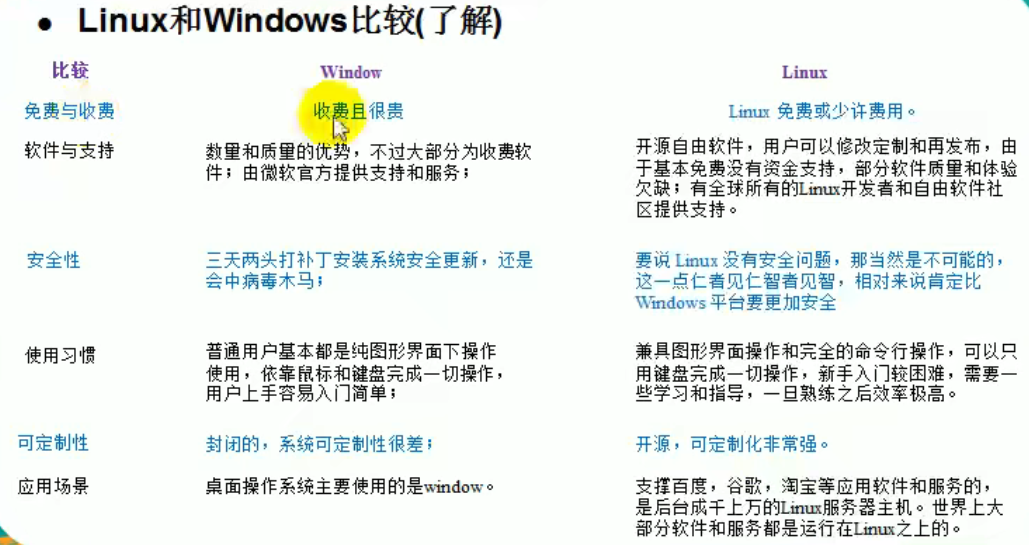 • Linux和Windows比较(了解)
比较 Window Linux
免费与收费 收费且很贵 Linux 免费或少许费用。
软件与支持
数量和质量的优势，不过大部分为收费软
件；由微软官方提供支持和服务；
开源自由软件，用户可以修改定制和再发布，由
于基本免费没有资金支持，部分软件质量和体验
欠缺；有全球所有的Linux开发者和自由软件社
区提供支持。
安全性
三天两头打补丁安装系统安全更新，还是
会中病毒木马；
要说 Linux 没有安全问题，那当然是不可能的，
这一点仁者见仁智者见智，相对来说肯定比
Windows 平台要更加安全
使用习惯
普通用户基本都是纯图形界面下操作
使用，依靠鼠标和键盘完成一切操作，
用户上手容易入门简单；
兼具图形界面操作和完全的命令行操作，可以只
用键盘完成一切操作，新手入门较困难，需要一
些学习和指导，一旦熟练之后效率极高。
可定制性 封闭的，系统可定制性很差； 开源，可定制化非常强。
应用场景
桌面操作系统主要使用的是window。
支撑百度，谷歌，淘宝等应用软件和服务的，
是后台成千上万的Linux服务器主机。世界上大
部分软件和服务都是运行在Linux之上的。